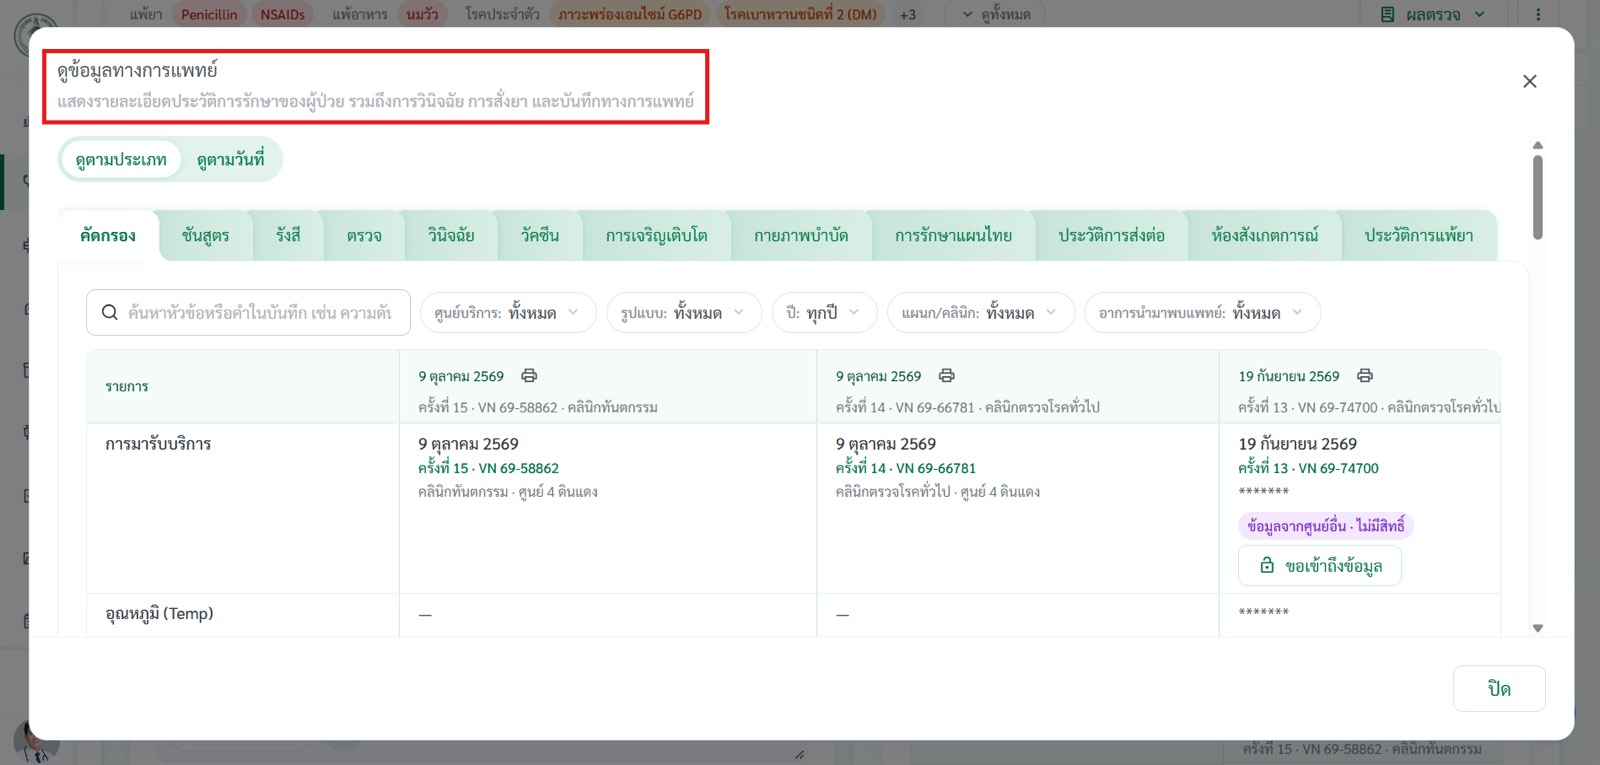 แพ้ยา Penicillin NSAIDs แพ้อาหาร นมวัว โรคประจำตัว ภาวะพร่องเอนไซม์ G6PD โรคเบาหวานชนิดที่ 2 (DM) +3 ดูทั้งหมด ผลตรวจ
ดูข้อมูลทางการแพทย์
แสดงรายละเอียดประวัติการรักษาของผู้ป่วย รวมถึงการวินิจฉัย การสั่งยา และบันทึกทางการแพทย์
ดูตามประเภท ดูตามวันที่
คัดกรอง ชันสูตร รังสี ตรวจ วินิจฉัย วัคซีน การเจริญเติบโต กายภาพบำบัด การรักษาแผนไทย ประวัติการส่งต่อ ห้องสังเกตการณ์ ประวัติการแพ้ยา
ค้นหาหัวข้อหรือคำในบันทึก เช่น ความดัน ศูนย์บริการ: ทั้งหมด รูปแบบ: ทั้งหมด ปี: ทุกปี แผนก/คลินิก: ทั้งหมด อาการนำมาพบแพทย์: ทั้งหมด
รายการ
9 ตุลาคม 2569 9 ตุลาคม 2569 19 กันยายน 2569
ครั้งที่ 15 · VN 69-58862 · คลินิกทันตกรรม ครั้งที่ 14 · VN 69-66781 · คลินิกตรวจโรคทั่วไป ครั้งที่ 13 · VN 69-74700 · คลินิกตรวจโรคทั่วไป
การมารับบริการ 9 ตุลาคม 2569 9 ตุลาคม 2569 19 กันยายน 2569
ครั้งที่ 15 · VN 69-58862 ครั้งที่ 14 · VN 69-66781 ครั้งที่ 13 · VN 69-74700
คลินิกทันตกรรม · ศูนย์ 4 ดินแดง คลินิกตรวจโรคทั่วไป · ศูนย์ 4 ดินแดง *******
ข้อมูลจากศูนย์อื่น · ไม่มีสิทธิ์
ขอเข้าถึงข้อมูล
อุณหภูมิ (Temp) — — *******
ปิด
ครั้งที่ 15 · VN 69-58862 · คลินิกทันตกรรม